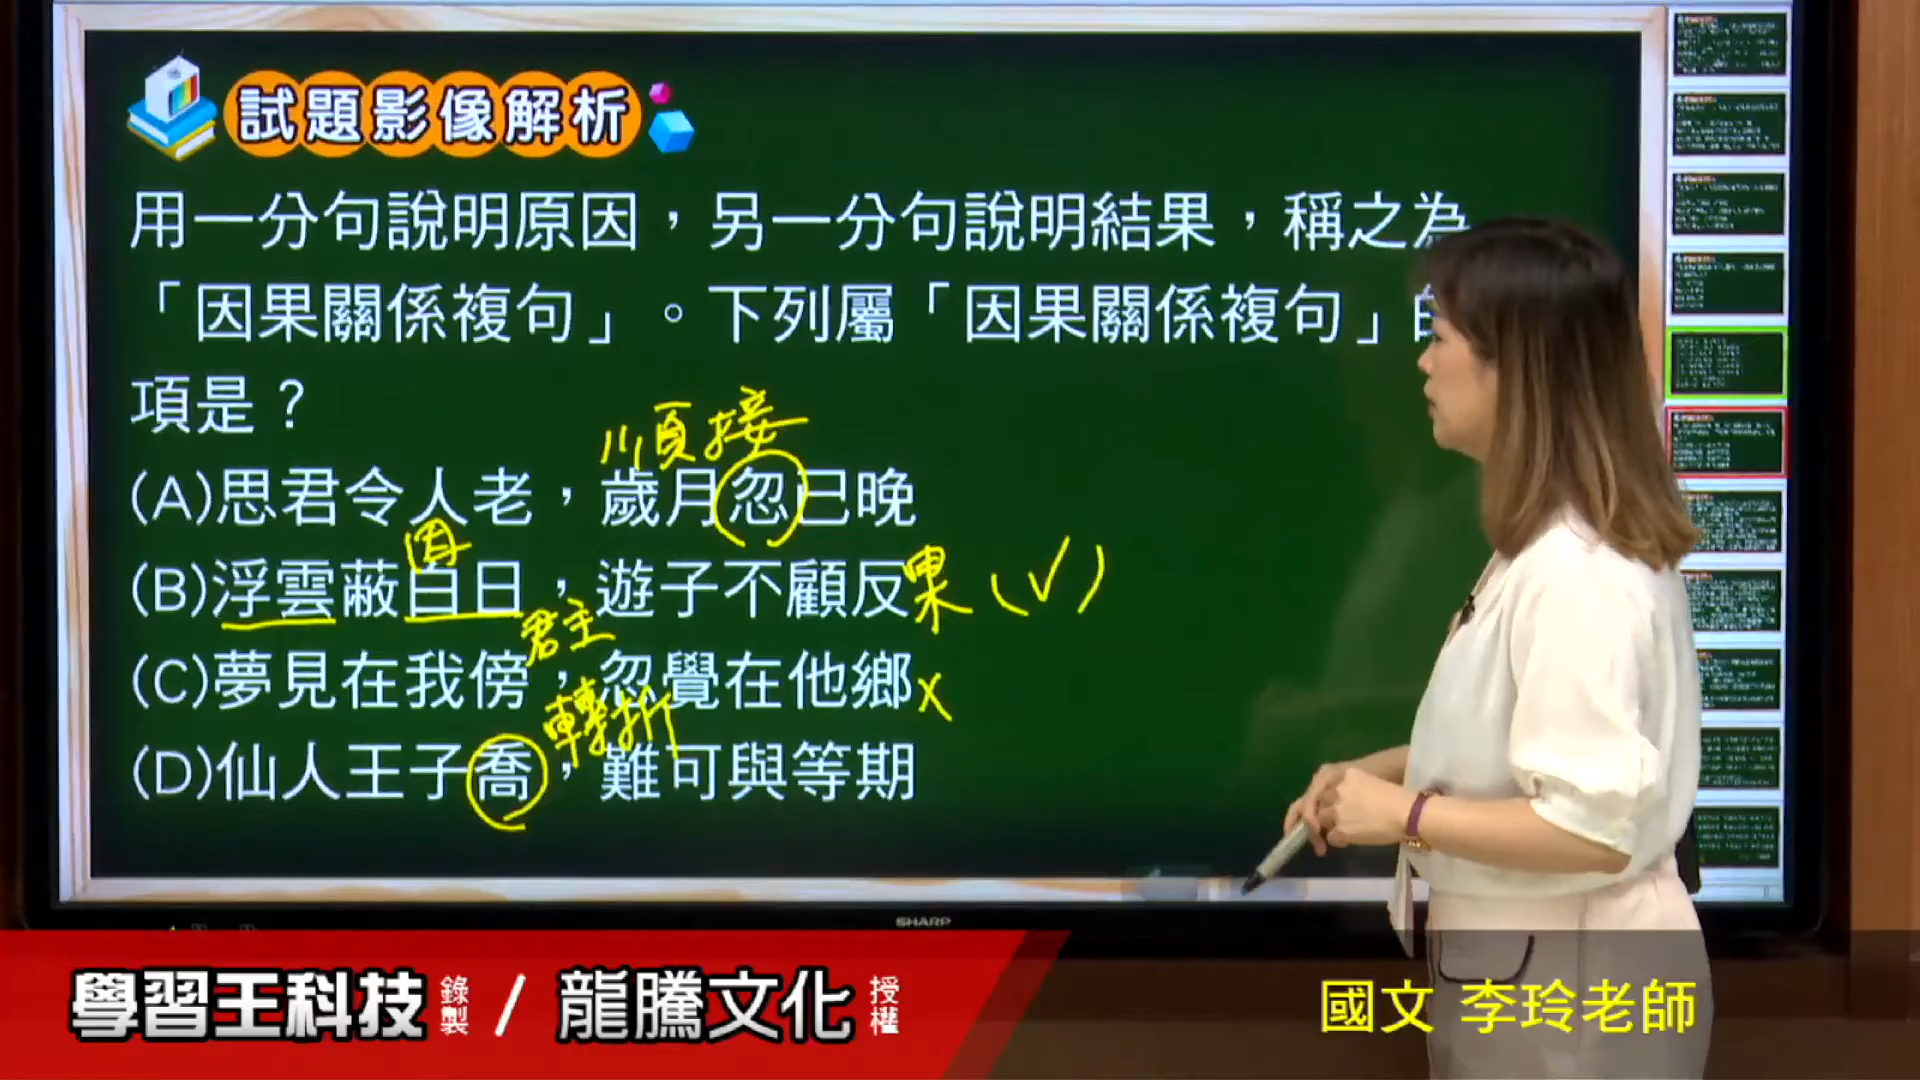 試題影像解析
用一分句說明原因，另一分句說明結果，稱之為
「因果關係複句」。下列屬「因果關係複句」
項是？
順接
(A)思君令人老，歲月忽已晚
因
(B)浮雲蔽白日，遊子不顧反果(✓)
君主
(C)夢見在我傍，忽覺在他鄉X
轉折
(D)仙人王子喬，難可與等期
SHARP
學習王科技錄製/龍騰文化授權
國文 李玲老師